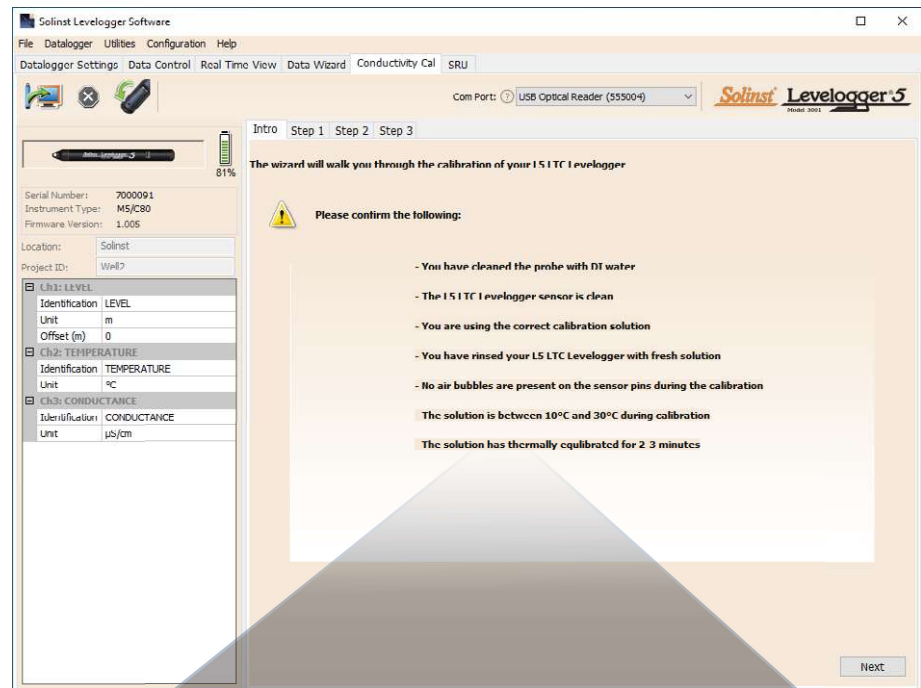 Solinst Levelogger Software
File Datalogger Utilities Configuration Help
Datalogger Settings Data Control Real Time View Data Wizard Conductivity Cal SRU
Com Port: ? USB Optical Reader (555004)
Solinst Levelogger 5
Model 3001
81%
Serial Number: 7000091
Instrument Type: M5/C80
Firmware Version: 1.005
Location: Solinst
Project ID: Well2
Ch1: LEVEL
Identification LEVEL
Unit m
Offset (m) 0
Ch2: TEMPERATURE
Identification TEMPERATURE
Unit °C
Ch3: CONDUCTANCE
Identification CONDUCTANCE
Unit µS/cm
Intro Step 1 Step 2 Step 3
The wizard will walk you through the calibration of your L5 LTC Levelogger
Please confirm the following:
- You have cleaned the probe with DI water
- The L5 LTC Levelogger sensor is clean
- You are using the correct calibration solution
- You have rinsed your L5 LTC Levelogger with fresh solution
- No air bubbles are present on the sensor pins during the calibration
The solution is between 10°C and 30°C during calibration
The solution has thermally equlibrated for 2 3 minutes
Next